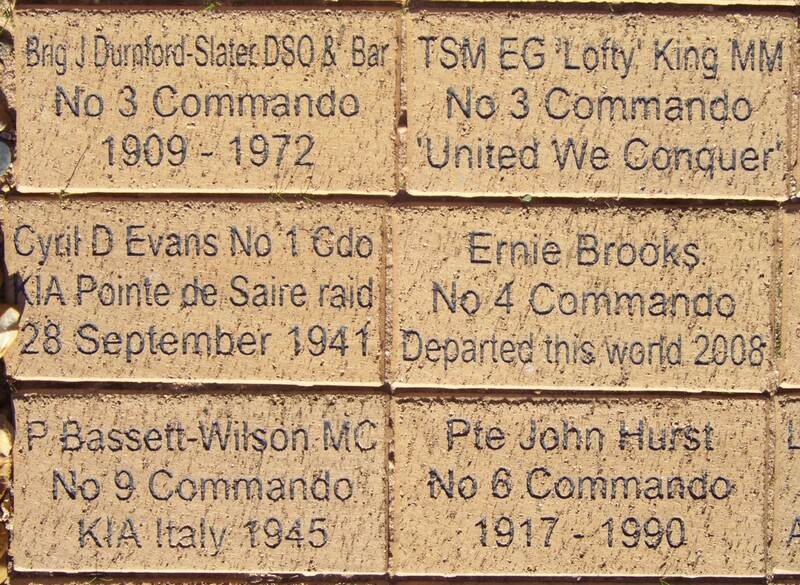 Brig J Durnford-Slater DSO & Bar
No 3 Commando
1909 - 1972
TSM EG 'Lofty' King MM
No 3 Commando
'United We Conquer'
Cyril D Evans No 1 Cdo
KIA Pointe de Saire raid
28 September 1941
Ernie Brooks
No 4 Commando
Departed this world 2008
P Bassett-Wilson MC
No 9 Commando
KIA Italy 1945
Pte John Hurst
No 6 Commando
1917 - 1990